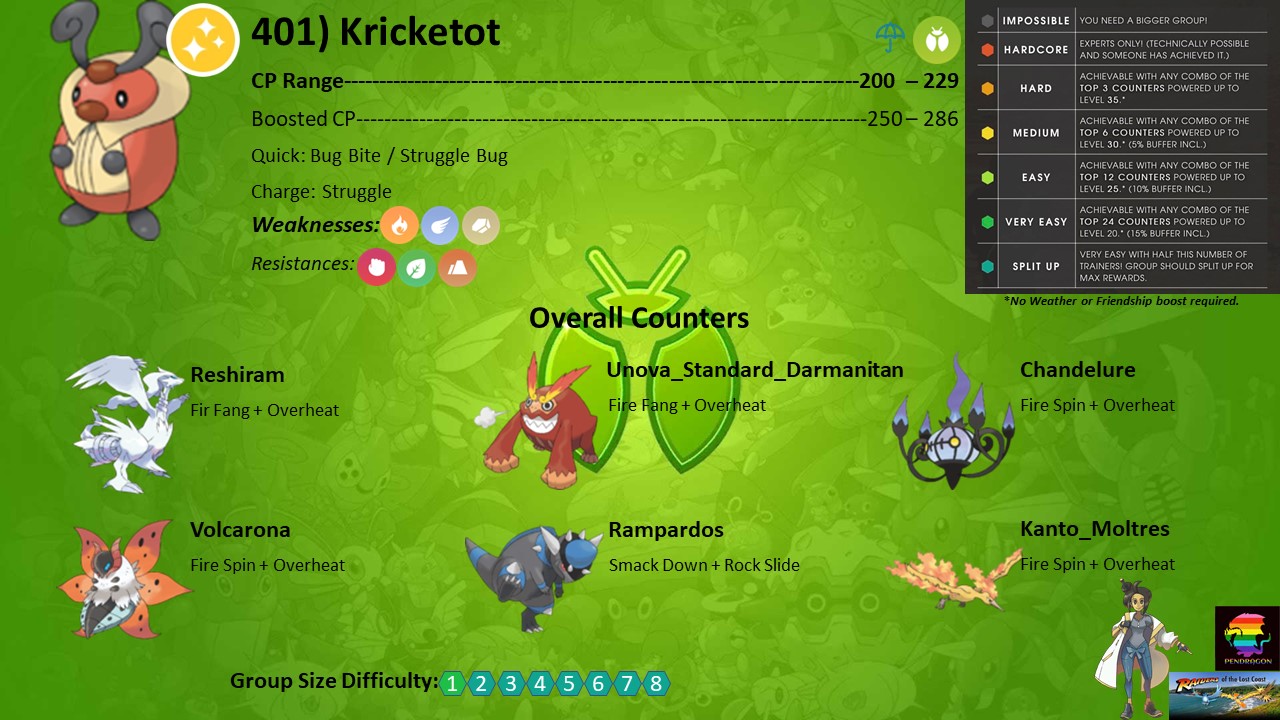 401) Kricketot
CP Range---200 – 229
Boosted CP---250 – 286
Quick: Bug Bite / Struggle Bug
Charge: Struggle
Weaknesses:
Resistances:
IMPOSSIBLE YOU NEED A BIGGER GROUP!
HARDCORE EXPERTS ONLY! (TECHNICALLY POSSIBLE
AND SOMEONE HAS ACHIEVED IT.)
HARD ACHIEVABLE WITH ANY COMBO OF THE
TOP 3 COUNTERS POWERED UP TO
LEVEL 35.*
MEDIUM ACHIEVABLE WITH ANY COMBO OF THE
TOP 6 COUNTERS POWERED UP TO
LEVEL 30.* (5% BUFFER INCL.)
EASY ACHIEVABLE WITH ANY COMBO OF THE
TOP 12 COUNTERS POWERED UP TO
LEVEL 25.* (10% BUFFER INCL.)
VERY EASY ACHIEVABLE WITH ANY COMBO OF THE
TOP 24 COUNTERS POWERED UP TO
LEVEL 20.* (15% BUFFER INCL.)
SPLIT UP VERY EASY WITH HALF THIS NUMBER OF
TRAINERS! GROUP SHOULD SPLIT UP FOR
MAX REWARDS.
*No Weather or Friendship boost required.
Overall Counters
Reshiram
Fir Fang + Overheat
Unova_Standard_Darmanitan
Fire Fang + Overheat
Chandelure
Fire Spin + Overheat
Volcarona
Fire Spin + Overheat
Rampardos
Smack Down + Rock Slide
Kanto_Moltres
Fire Spin + Overheat
Group Size Difficulty: 1 2 3 4 5 6 7 8
PENDRAGON
RAIDERS of the Lost Coast